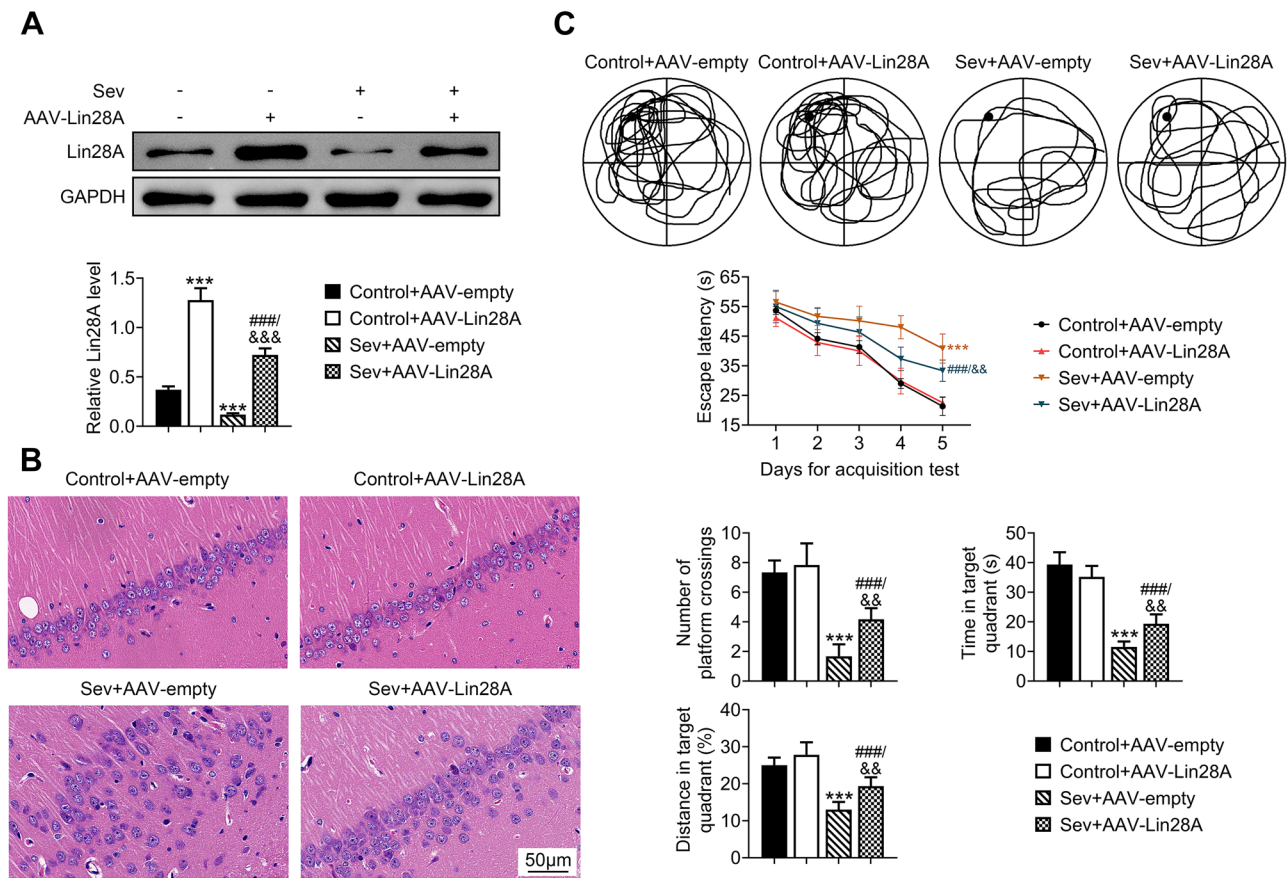 A
Sev - - + +
AAV-Lin28A - + - +
Lin28A
GAPDH
Relative Lin28A level
1.5
1.0
0.5
0.0
***
***
###/
&&&
Control+AAV-empty
Control+AAV-Lin28A
Sev+AAV-empty
Sev+AAV-Lin28A
B
Control+AAV-empty
Control+AAV-Lin28A
Sev+AAV-empty
Sev+AAV-Lin28A
50μm
C
Control+AAV-empty
Control+AAV-Lin28A
Sev+AAV-empty
Sev+AAV-Lin28A
Escape latency (s)
65
55
45
35
25
15
1 2 3 4 5
Days for acquisition test
***
###/&&
Control+AAV-empty
Control+AAV-Lin28A
Sev+AAV-empty
Sev+AAV-Lin28A
Number of
platform crossings
10
8
6
4
2
0
***
###/
&&
Time in target
quadrant (s)
50
40
30
20
10
0
***
###/
&&
Distance in target
quadrant (%)
40
30
20
10
0
***
###/
&&
Control+AAV-empty
Control+AAV-Lin28A
Sev+AAV-empty
Sev+AAV-Lin28A